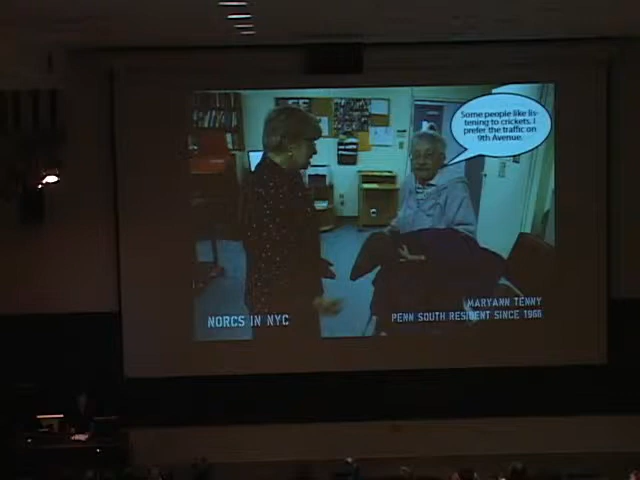 Some people like lis-
tening to crickets. I
prefer the traffic on
9th Avenue.
MARYANN TENNY
NORCS IN NYC
PENN SOUTH RESIDENT SINCE 1966